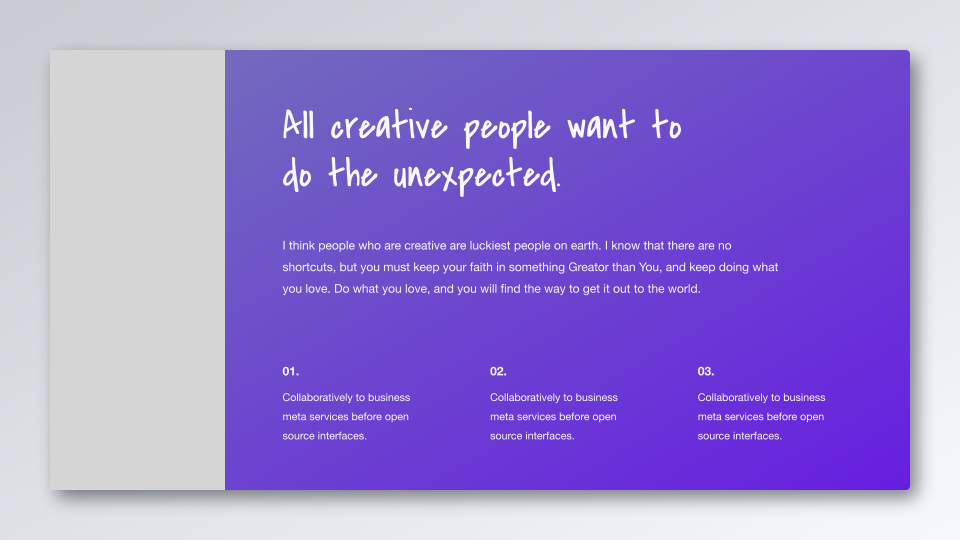 All creative people want to
do the unexpected.
I think people who are creative are luckiest people on earth. I know that there are no
shortcuts, but you must keep your faith in something Greator than You, and keep doing what
you love. Do what you love, and you will find the way to get it out to the world.
01.
Collaboratively to business
meta services before open
source interfaces.
02.
Collaboratively to business
meta services before open
source interfaces.
03.
Collaboratively to business
meta services before open
source interfaces.